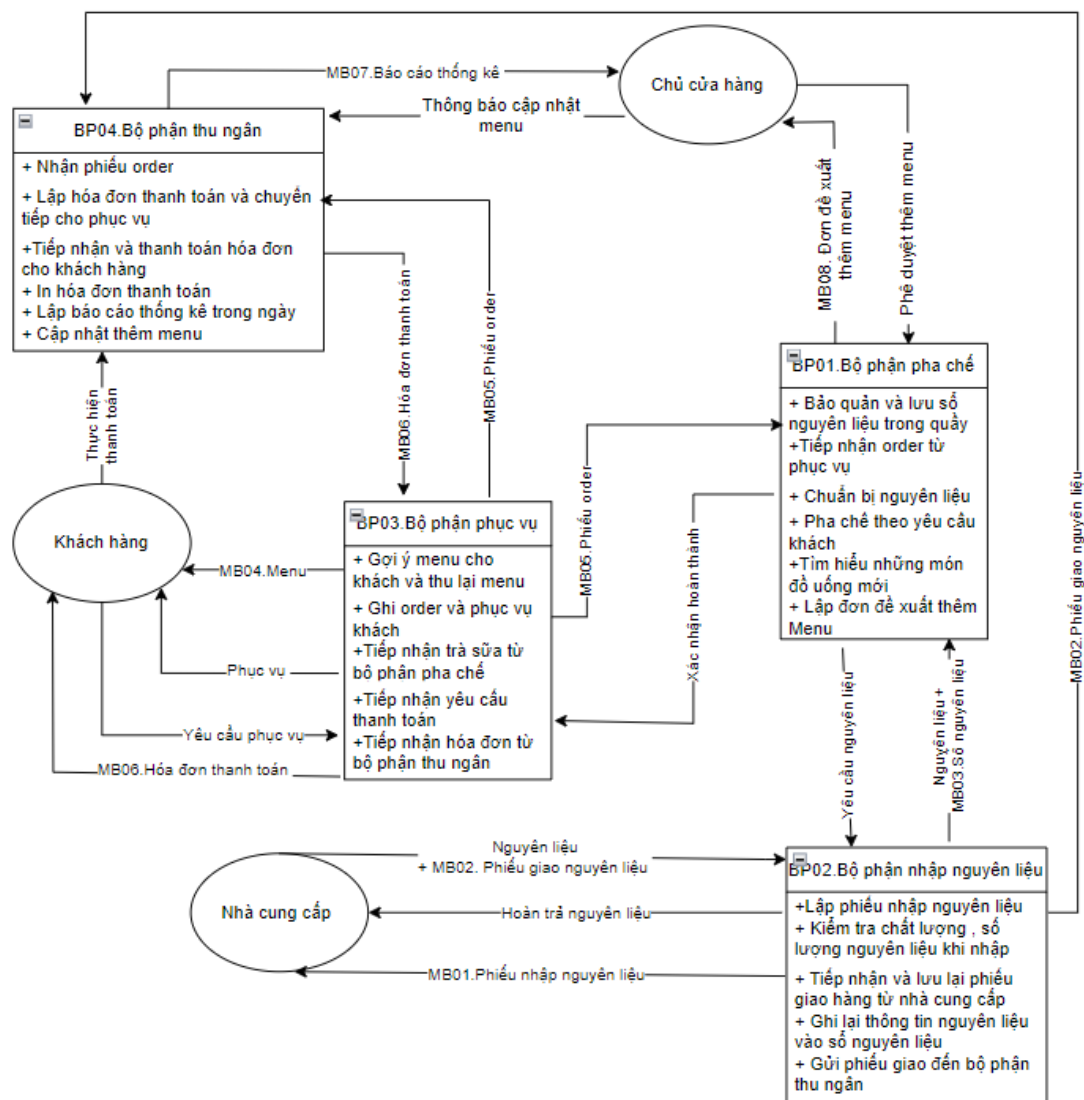 MB07.Báo cáo thống kê
Chủ cửa hàng
Thông báo cập nhật
menu
BP04.Bộ phận thu ngân
+ Nhận phiếu order
+ Lập hóa đơn thanh toán và chuyển
tiếp cho phục vụ
+Tiếp nhận và thanh toán hóa đơn
cho khách hàng
+ In hóa đơn thanh toán
+ Lập báo cáo thống kê trong ngày
+ Cập nhật thêm menu
MB08. Đơn đề xuất
thêm menu
Phê duyệt thêm menu
MB06.Hóa đơn thanh toán
MB05.Phiếu order
Thực hiện
thanh toán
BP01.Bộ phận pha chế
+ Bảo quản và lưu sổ
nguyên liệu trong quầy
+Tiếp nhận order từ
phục vụ
+ Chuẩn bị nguyên liệu
+ Pha chế theo yêu cầu
khách
+Tìm hiểu những món
đồ uống mới
+ Lập đơn đề xuất thêm
Menu
MB02.Phiếu giao nguyên liệu
Khách hàng
MB04.Menu
BP03.Bộ phận phục vụ
+ Gợi ý menu cho
khách và thu lại menu
+ Ghi order và phục vụ
khách
+Tiếp nhận trà sữa từ
bộ phận pha chế
+Tiếp nhận yêu cầu
thanh toán
+Tiếp nhận hóa đơn từ
bộ phận thu ngân
MB05.Phiếu order
Xác nhận hoàn thành
Phục vụ
Yêu cầu phục vụ
MB06.Hóa đơn thanh toán
Yêu cầu nguyên liệu
Nguyên liệu +
MB03.Sổ nguyên liệu
Nguyên liệu
+ MB02. Phiếu giao nguyên liệu
Nhà cung cấp
Hoàn trả nguyên liệu
MB01.Phiếu nhập nguyên liệu
BP02.Bộ phận nhập nguyên liệu
+Lập phiếu nhập nguyên liệu
+ Kiểm tra chất lượng , số
lượng nguyên liệu khi nhập
+ Tiếp nhận và lưu lại phiếu
giao hàng từ nhà cung cấp
+ Ghi lại thông tin nguyên liệu
vào sổ nguyên liệu
+ Gửi phiếu giao đến bộ phận
thu ngân